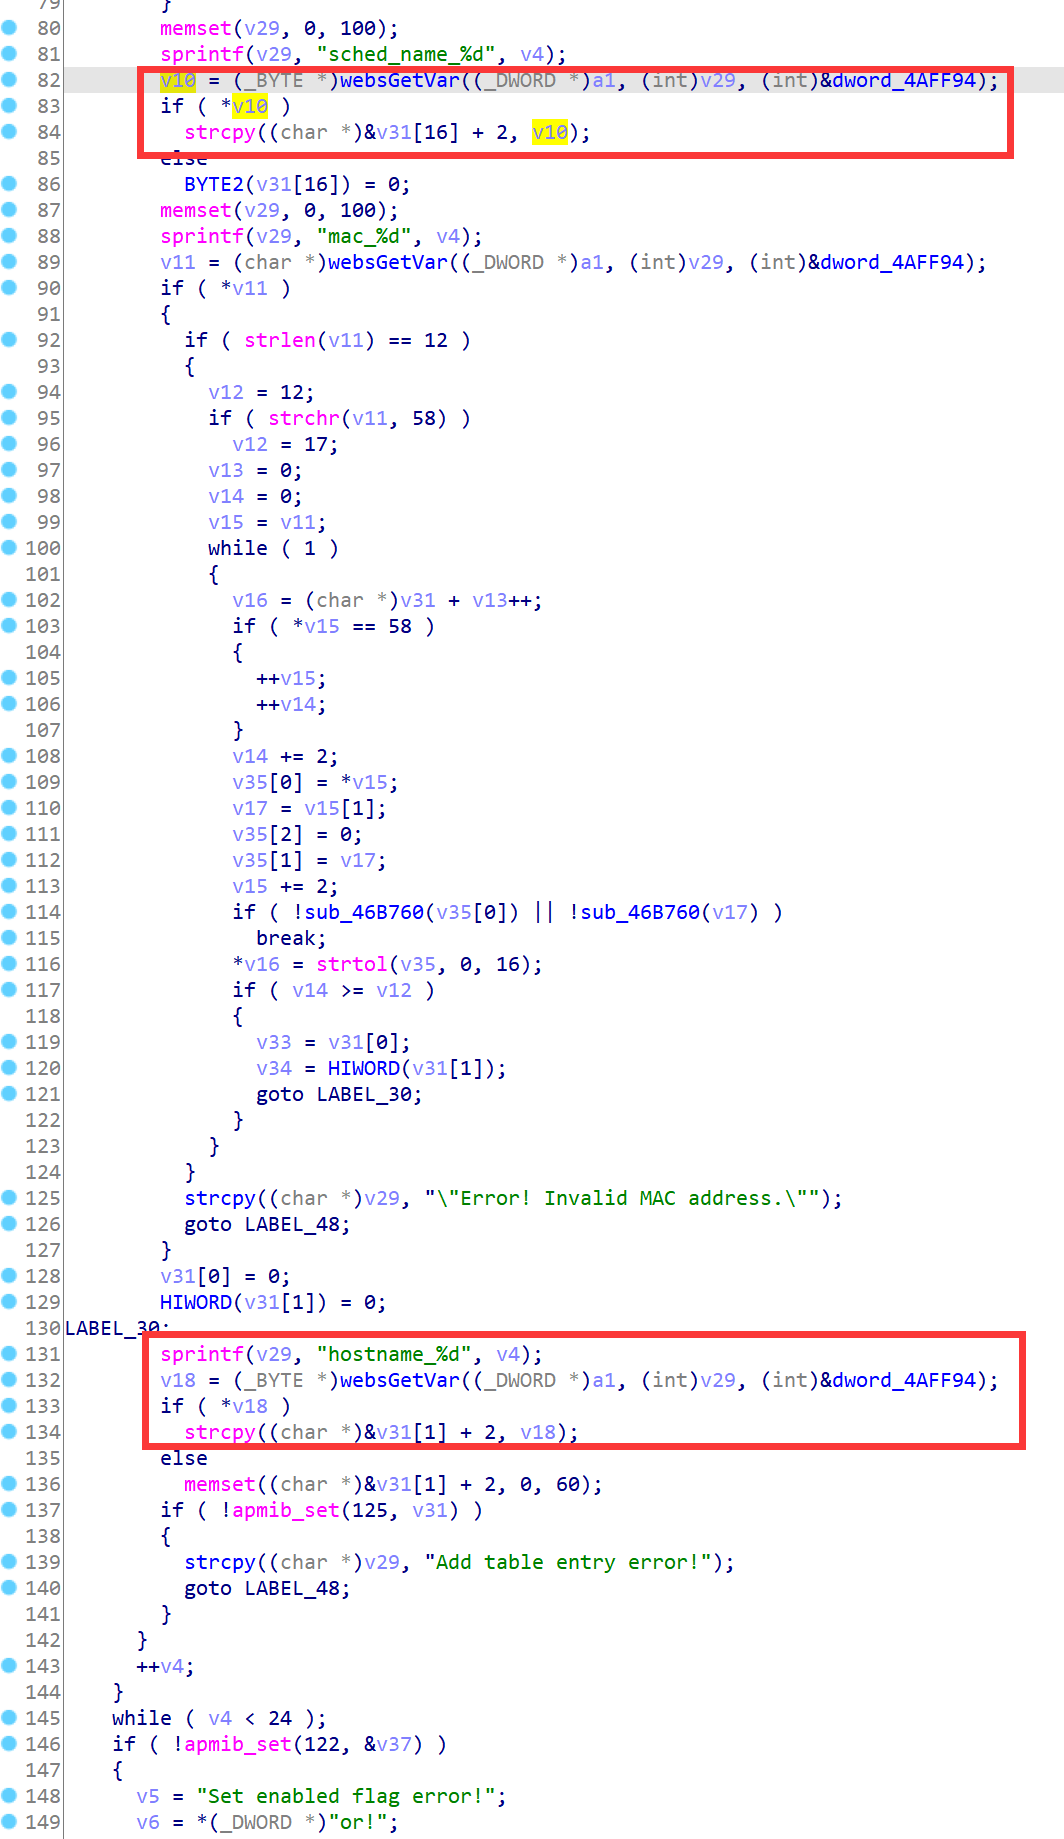 79 }
80 memset(v29, 0, 100);
81 sprintf(v29, "sched_name_%d", v4);
82 v10 = (_BYTE *)websGetVar((_DWORD *)a1, (int)v29, (int)&dword_4AFF94);
83 if ( *v10 )
84 strcpy((char *)&v31[16] + 2, v10);
85 else
86 BYTE2(v31[16]) = 0;
87 memset(v29, 0, 100);
88 sprintf(v29, "mac_%d", v4);
89 v11 = (char *)websGetVar((_DWORD *)a1, (int)v29, (int)&dword_4AFF94);
90 if ( *v11 )
91 {
92 if ( strlen(v11) == 12 )
93 {
94 v12 = 12;
95 if ( strchr(v11, 58) )
96 v12 = 17;
97 v13 = 0;
98 v14 = 0;
99 v15 = v11;
100 while ( 1 )
101 {
102 v16 = (char *)v31 + v13++;
103 if ( *v15 == 58 )
104 {
105 ++v15;
106 ++v14;
107 }
108 v14 += 2;
109 v35[0] = *v15;
110 v17 = v15[1];
111 v35[2] = 0;
112 v35[1] = v17;
113 v15 += 2;
114 if ( !sub_46B760(v35[0]) || !sub_46B760(v17) )
115 break;
116 *v16 = strtol(v35, 0, 16);
117 if ( v14 >= v12 )
118 {
119 v33 = v31[0];
120 v34 = HIWORD(v31[1]);
121 goto LABEL_30;
122 }
123 }
124 }
125 strcpy((char *)v29, "\"Error! Invalid MAC address.\"");
126 goto LABEL_48;
127 }
128 v31[0] = 0;
129 HIWORD(v31[1]) = 0;
130 LABEL_30:
131 sprintf(v29, "hostname_%d", v4);
132 v18 = (_BYTE *)websGetVar((_DWORD *)a1, (int)v29, (int)&dword_4AFF94);
133 if ( *v18 )
134 strcpy((char *)&v31[1] + 2, v18);
135 else
136 memset((char *)&v31[1] + 2, 0, 60);
137 if ( !apmib_set(125, v31) )
138 {
139 strcpy((char *)v29, "Add table entry error!");
140 goto LABEL_48;
141 }
142 }
143 ++v4;
144 }
145 while ( v4 < 24 );
146 if ( !apmib_set(122, &v37) )
147 {
148 v5 = "Set enabled flag error!";
149 v6 = *(_DWORD *)"or!";